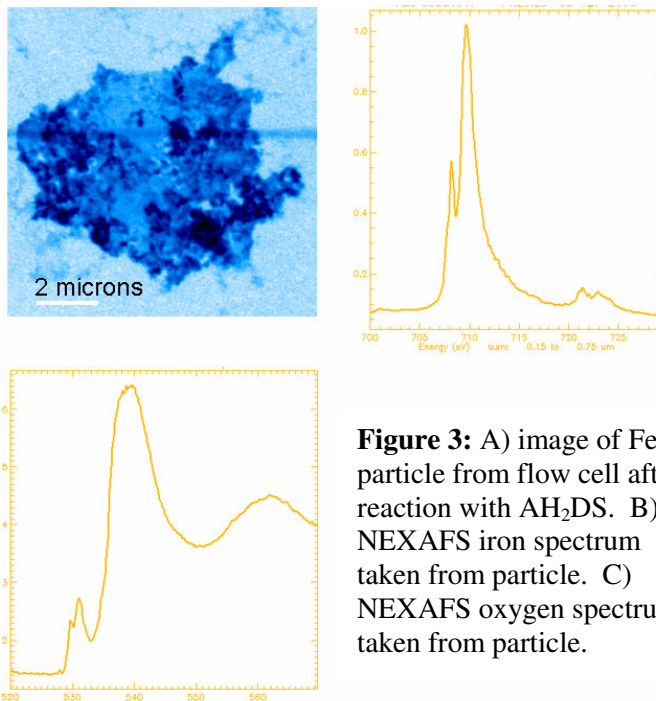 2 microns
1.0
0.8
0.6
0.4
0.2
700 705 710 715 720 725
Energy (eV) sum: 0.15 to 0.75 um
6
5
4
3
2
520 530 540 550 560
Figure 3: A) image of Fe
particle from flow cell aft
reaction with AH₂DS. B)
NEXAFS iron spectrum
taken from particle. C)
NEXAFS oxygen spectru
taken from particle.